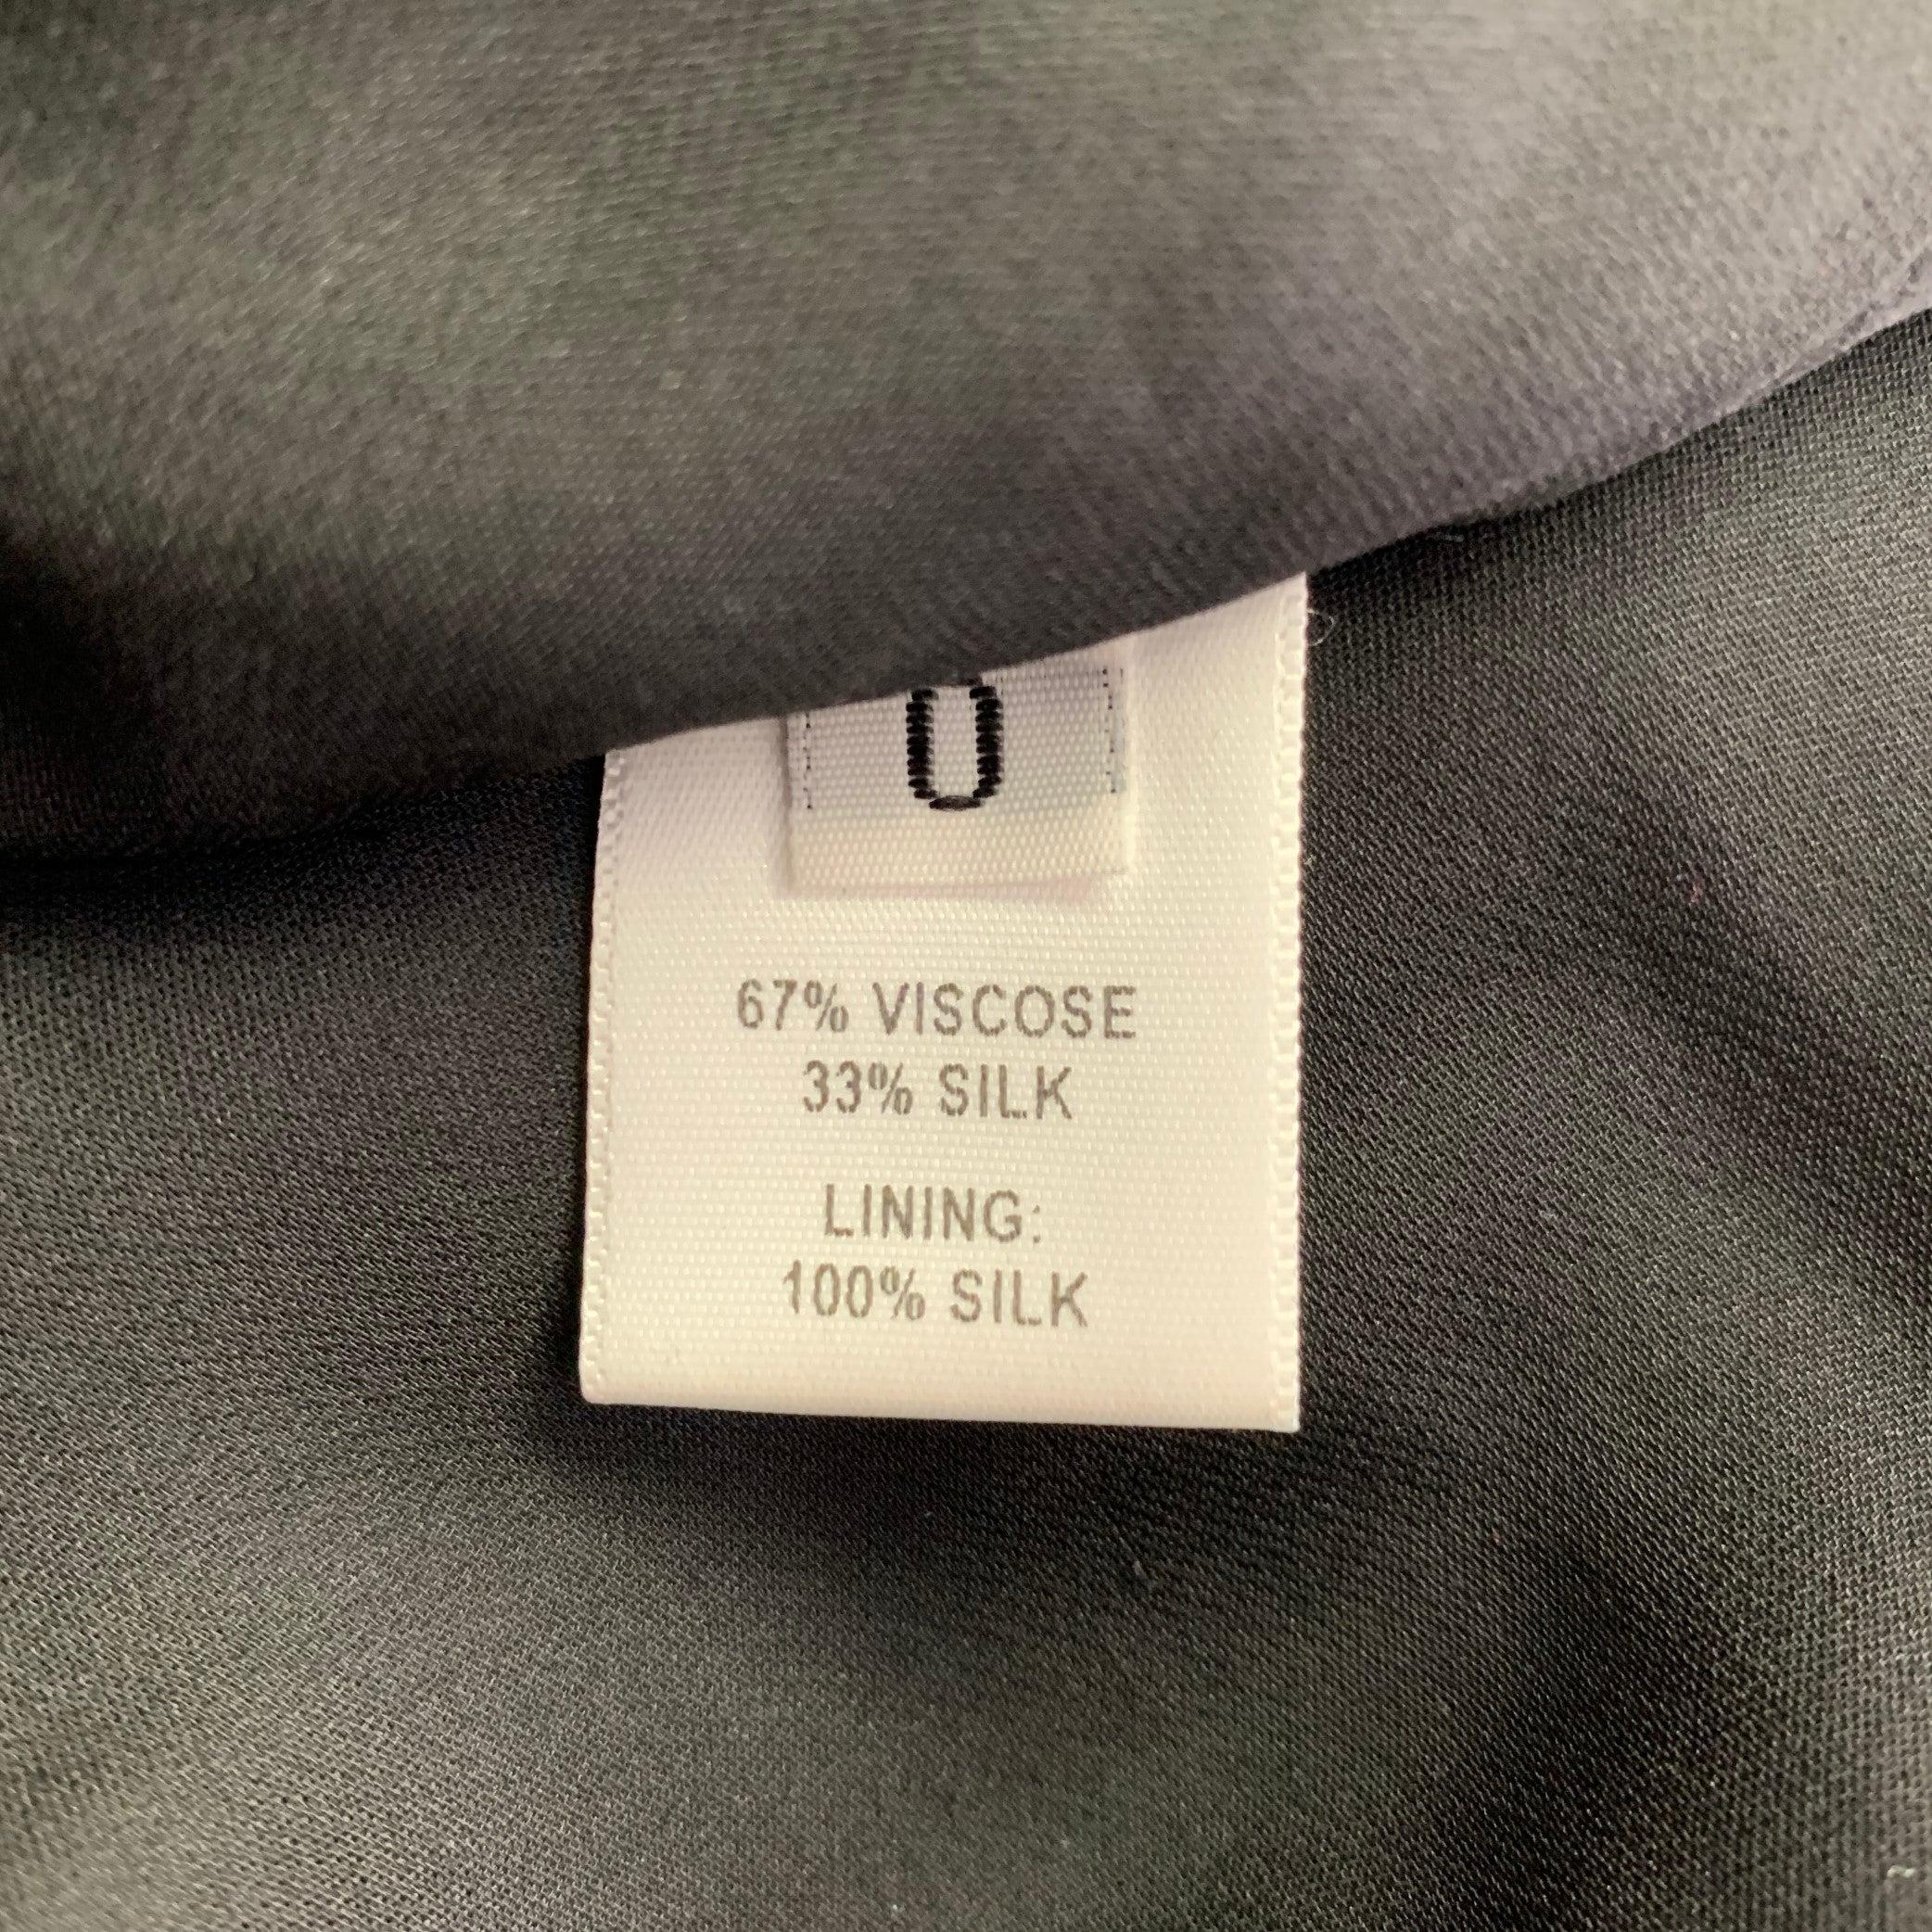 0
67% VISCOSE
33% SILK
LINING:
100% SILK